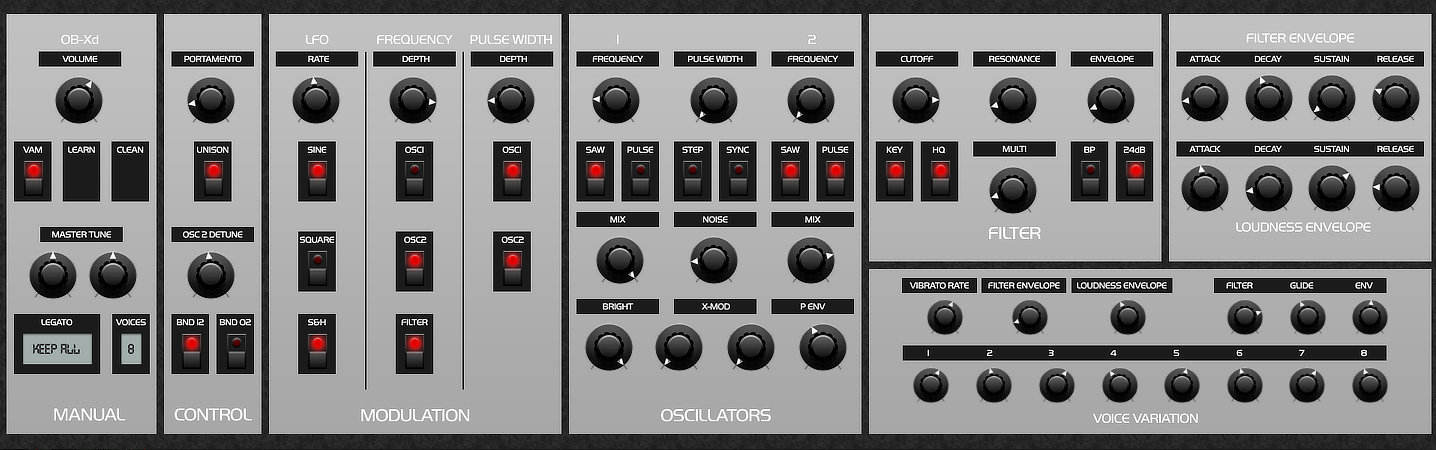 OB-Xd
VOLUME
VAM LEARN CLEAN
MASTER TUNE
LEGATO VOICES
KEEP ALL 8
MANUAL
PORTAMENTO
UNISON
OSC 2 DETUNE
BND 12 BND O2
CONTROL
LFO FREQUENCY PULSE WIDTH
RATE DEPTH DEPTH
SINE OSC1 OSC1
SQUARE OSC2 OSC2
S&H FILTER
MODULATION
1 2
FREQUENCY PULSE WIDTH FREQUENCY
SAW PULSE STEP SYNC SAW PULSE
MIX NOISE MIX
BRIGHT X-MOD P ENV
OSCILLATORS
CUTOFF RESONANCE ENVELOPE
KEY HQ MULTI BP 24dB
FILTER
FILTER ENVELOPE
ATTACK DECAY SUSTAIN RELEASE
ATTACK DECAY SUSTAIN RELEASE
LOUDNESS ENVELOPE
VIBRATO RATE FILTER ENVELOPE LOUDNESS ENVELOPE FILTER GLIDE ENV
1 2 3 4 5 6 7 8
VOICE VARIATION